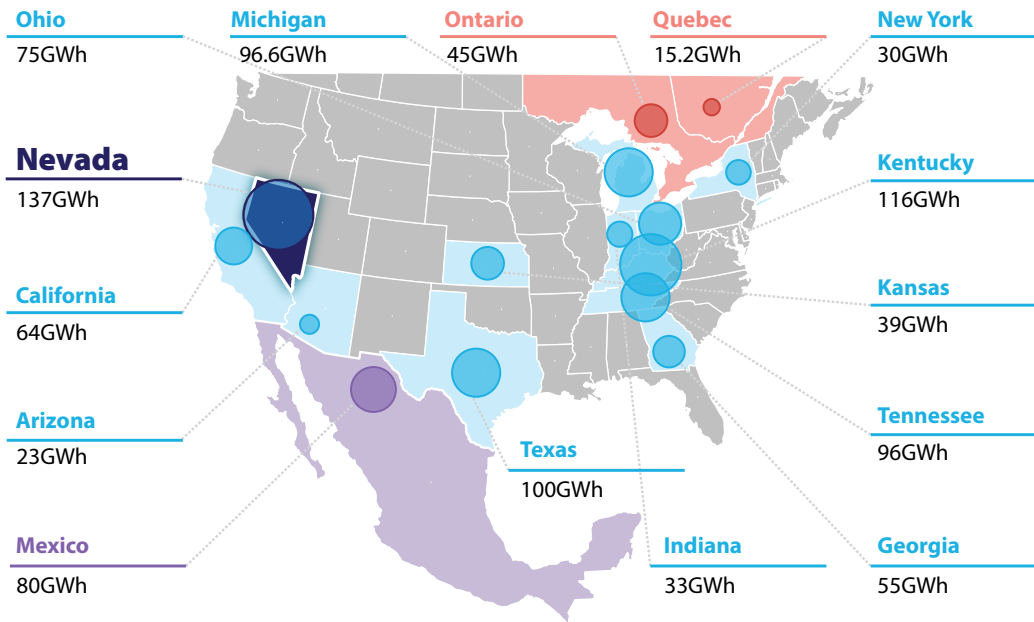 Ohio
75GWh
Michigan
96.6GWh
Ontario
45GWh
Quebec
15.2GWh
New York
30GWh
Nevada
137GWh
Kentucky
116GWh
California
64GWh
Kansas
39GWh
Arizona
23GWh
Texas
100GWh
Tennessee
96GWh
Mexico
80GWh
Indiana
33GWh
Georgia
55GWh